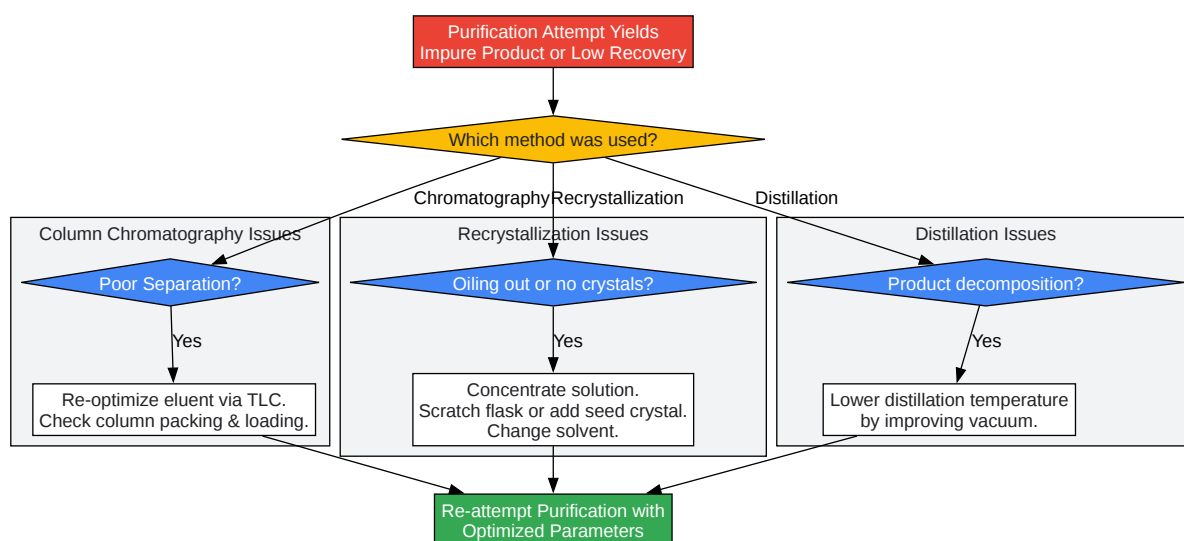 Purification Attempt Yields
Impure Product or Low Recovery
Which method was used?
Chromatography
Recrystallization
Distillation
Column Chromatography Issues
Recrystallization Issues
Distillation Issues
Poor Separation?
Oiling out or no crystals?
Product decomposition?
Yes
Yes
Yes
Re-optimize eluent via TLC.
Check column packing & loading.
Concentrate solution.
Scratch flask or add seed crystal.
Change solvent.
Lower distillation temperature
by improving vacuum.
Re-attempt Purification with
Optimized Parameters